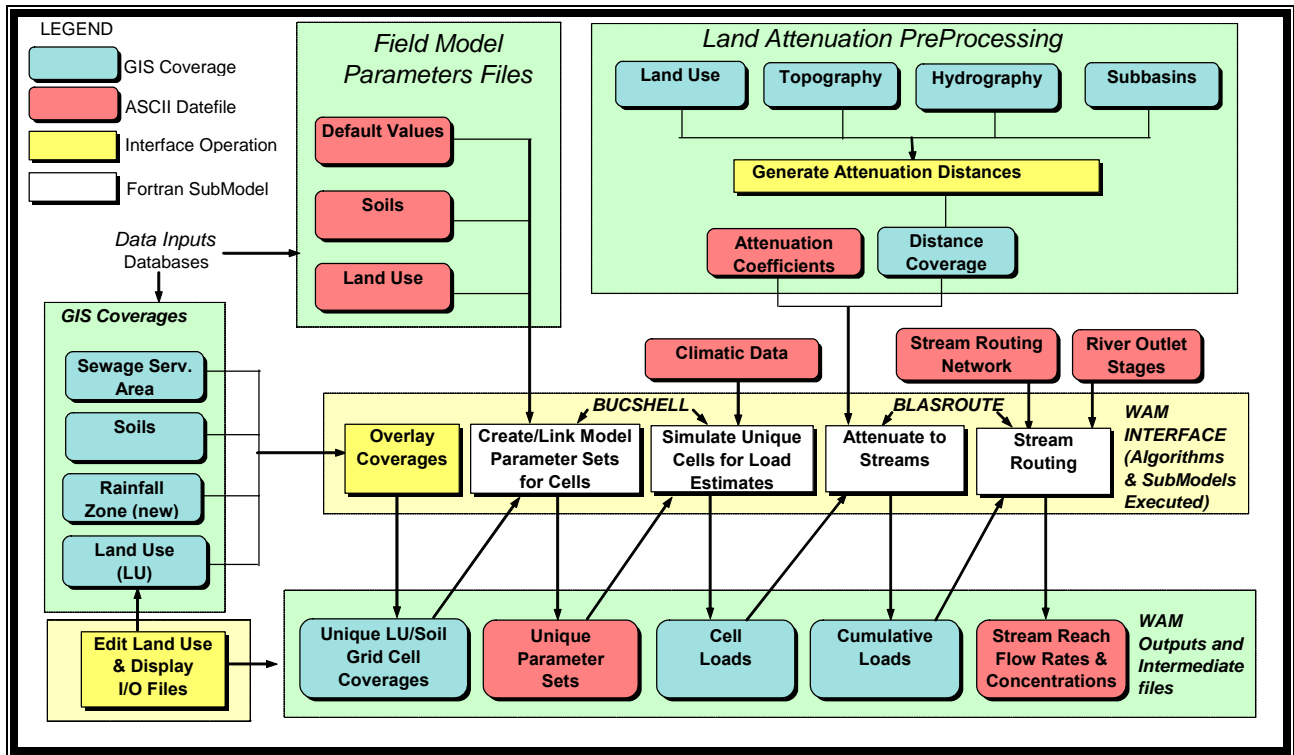 LEGEND
GIS Coverage
ASCII Datefile
Interface Operation
Fortran SubModel
Field Model
Parameters Files
Default Values
Soils
Land Use
Land Attenuation PreProcessing
Land Use
Topography
Hydrography
Subbasins
Generate Attenuation Distances
Attenuation
Coefficients
Distance
Coverage
Data Inputs
Databases
GIS Coverages
Sewage Serv.
Area
Soils
Rainfall
Zone (new)
Land Use
(LU)
Climatic Data
Stream Routing
Network
River Outlet
Stages
BUCSHELL
BLASROUTE
Overlay
Coverages
Create/Link Model
Parameter Sets
for Cells
Simulate Unique
Cells for Load
Estimates
Attenuate to
Streams
Stream
Routing
WAM
INTERFACE
(Algorithms
& SubModels
Executed)
Edit Land Use
& Display
I/O Files
Unique LU/Soil
Grid Cell
Coverages
Unique
Parameter
Sets
Cell
Loads
Cumulative
Loads
Stream Reach
Flow Rates &
Concentrations
WAM
Outputs and
Intermediate
files